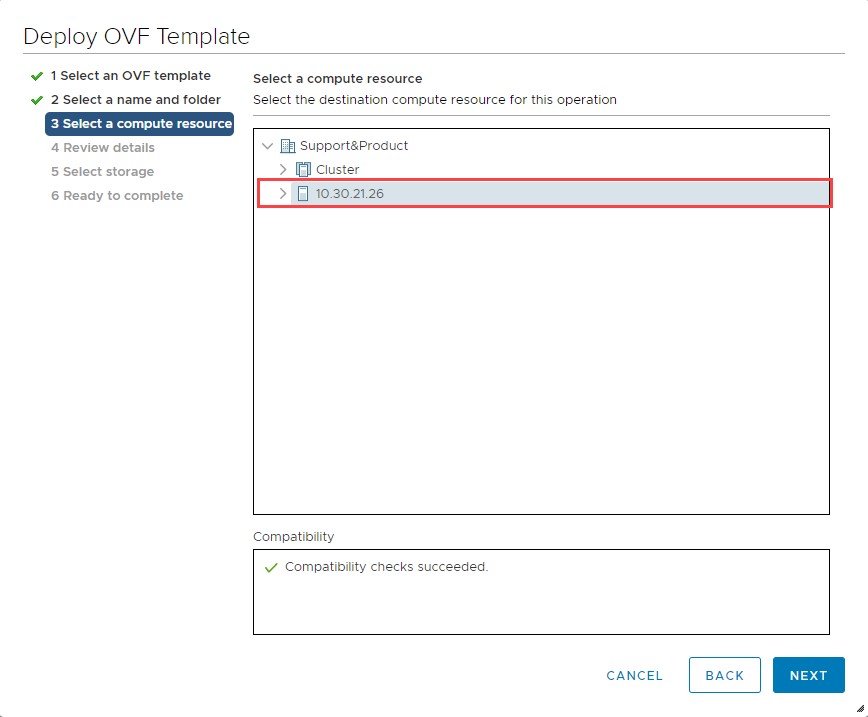 Deploy OVF Template
1 Select an OVF template
2 Select a name and folder
3 Select a compute resource
4 Review details
5 Select storage
6 Ready to complete
Select a compute resource
Select the destination compute resource for this operation
Support&Product
Cluster
10.30.21.26
Compatibility
Compatibility checks succeeded.
CANCEL
BACK
NEXT